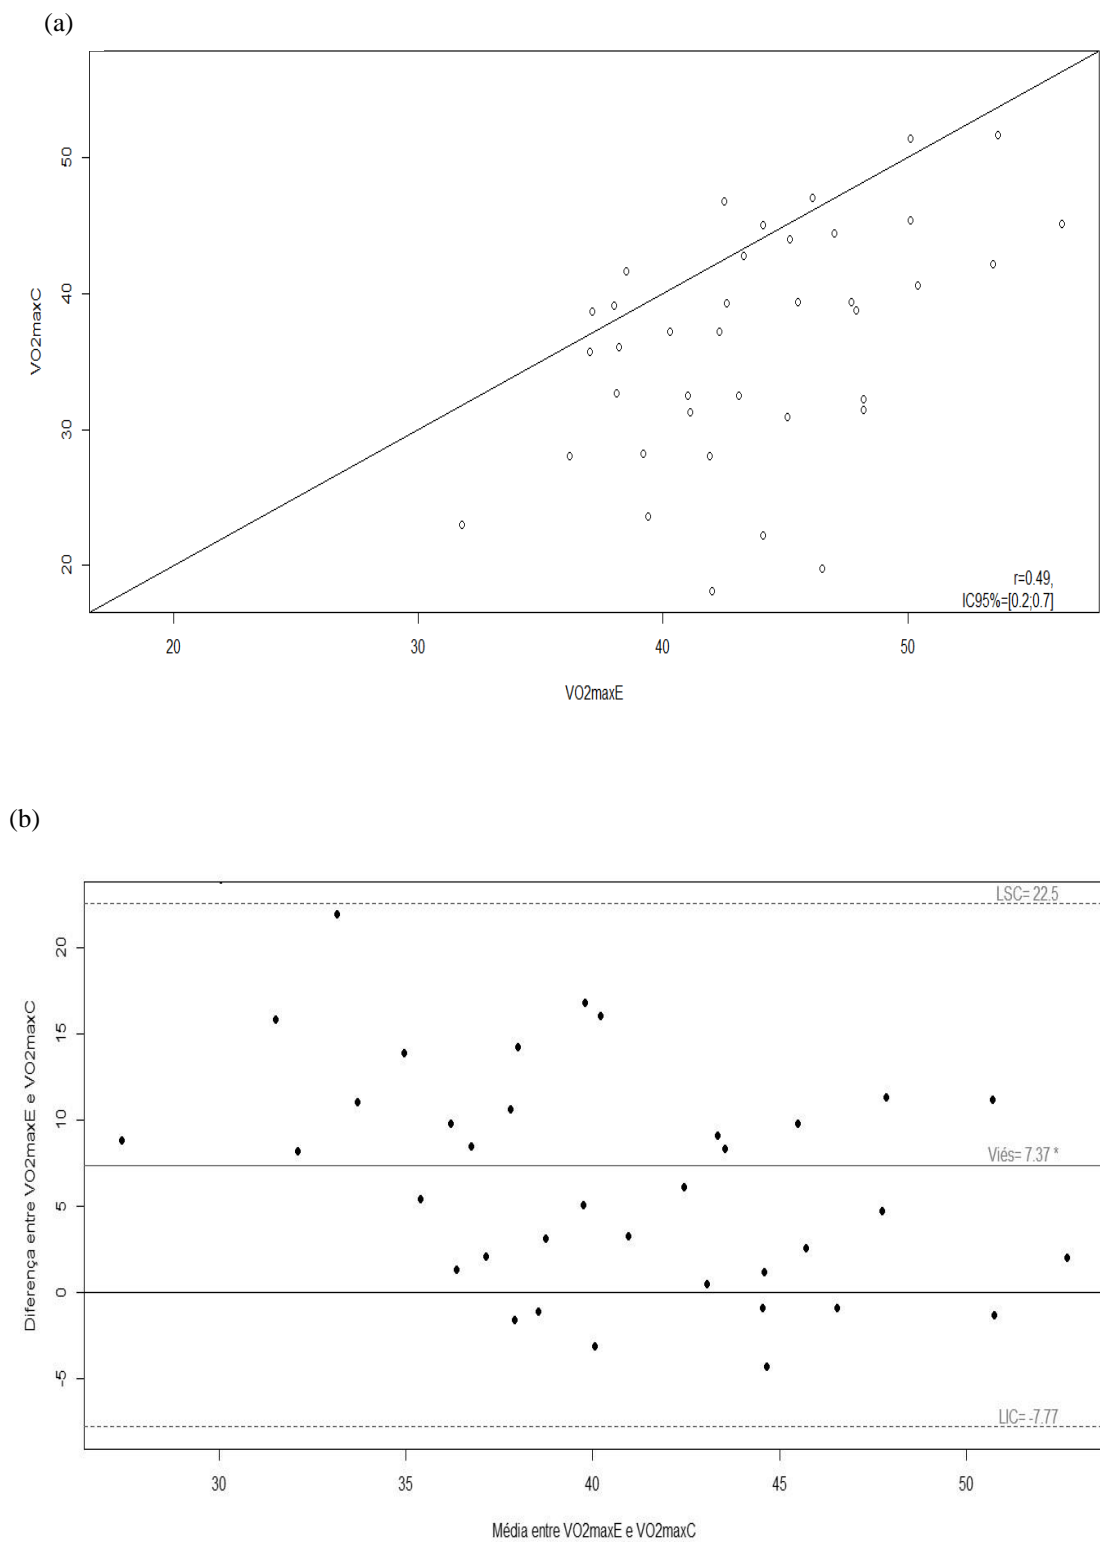 (a)
VO2maxC
50
40
30
20
r=0.49,
IC95%=[0.2;0.7]
20 30 40 50
VO2maxE
(b)
Diferença entre VO2maxE e VO2maxC
20
15
10
5
0
-5
LSC= 22.5
Viés= 7.37 *
LIC= -7.77
30 35 40 45 50
Média entre VO2maxE e VO2maxC